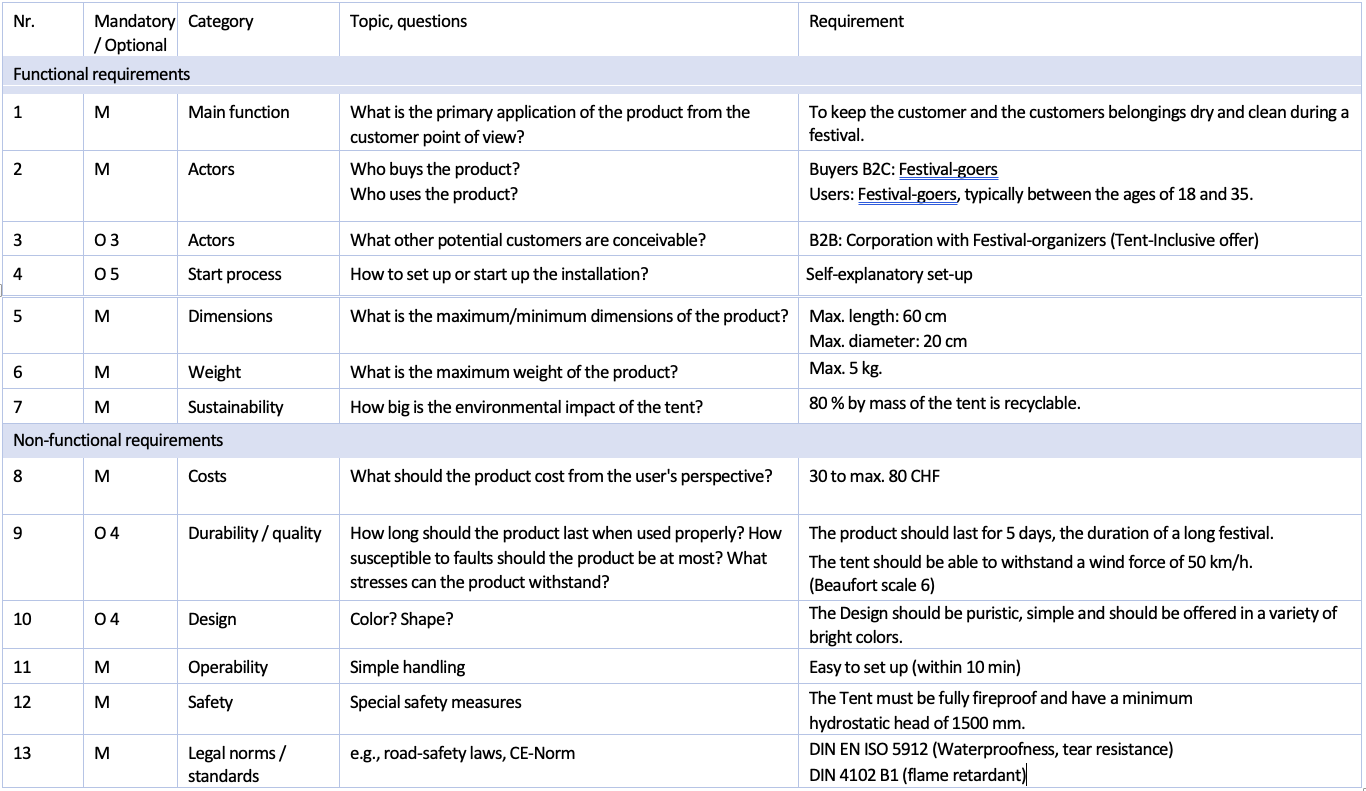 Nr. Mandatory / Optional Category Topic, questions Requirement
Functional requirements
1 M Main function What is the primary application of the product from the customer point of view? To keep the customer and the customers belongings dry and clean during a festival.
2 M Actors Who buys the product? Who uses the product? Buyers B2C: Festival-goers Users: Festival-goers, typically between the ages of 18 and 35.
3 O 3 Actors What other potential customers are conceivable? B2B: Corporation with Festival-organizers (Tent-Inclusive offer)
4 O 5 Start process How to set up or start up the installation? Self-explanatory set-up
5 M Dimensions What is the maximum/minimum dimensions of the product? Max. length: 60 cm Max. diameter: 20 cm
6 M Weight What is the maximum weight of the product? Max. 5 kg.
7 M Sustainability How big is the environmental impact of the tent? 80 % by mass of the tent is recyclable.
Non-functional requirements
8 M Costs What should the product cost from the user's perspective? 30 to max. 80 CHF
9 O 4 Durability / quality How long should the product last when used properly? How susceptible to faults should the product be at most? What stresses can the product withstand? The product should last for 5 days, the duration of a long festival. The tent should be able to withstand a wind force of 50 km/h. (Beaufort scale 6)
10 O 4 Design Color? Shape? The Design should be puristic, simple and should be offered in a variety of bright colors.
11 M Operability Simple handling Easy to set up (within 10 min)
12 M Safety Special safety measures The Tent must be fully fireproof and have a minimum hydrostatic head of 1500 mm.
13 M Legal norms / standards e.g., road-safety laws, CE-Norm DIN EN ISO 5912 (Waterproofness, tear resistance) DIN 4102 B1 (flame retardant)